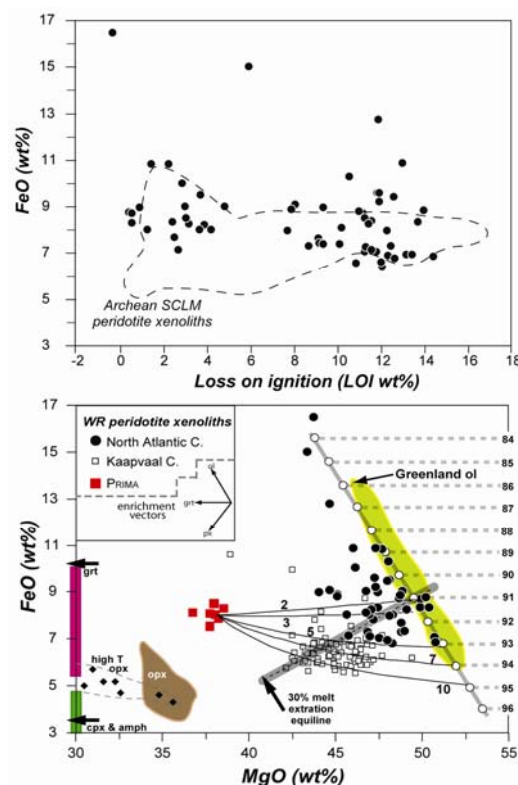 17
15
13
11
9
7
5
3
FeO (wt%)
Archean SCLM
peridotite xenoliths
-2 0 2 4 6 8 10 12 14 16 18
Loss on ignition (LOI wt%)
17
15
13
11
9
7
5
3
FeO (wt%)
WR peridotite xenoliths
North Atlantic C.
Kaapvaal C.
PRIMA
enrichment
vectors
ol
grt
px
Greenland ol
84
85
86
87
88
89
90
91
92
93
94
95
96
grt
2
3
5
7
10
high T
opx
opx
cpx & amph
30% melt
extration
equiline
30 35 40 45 50 55
MgO (wt%)